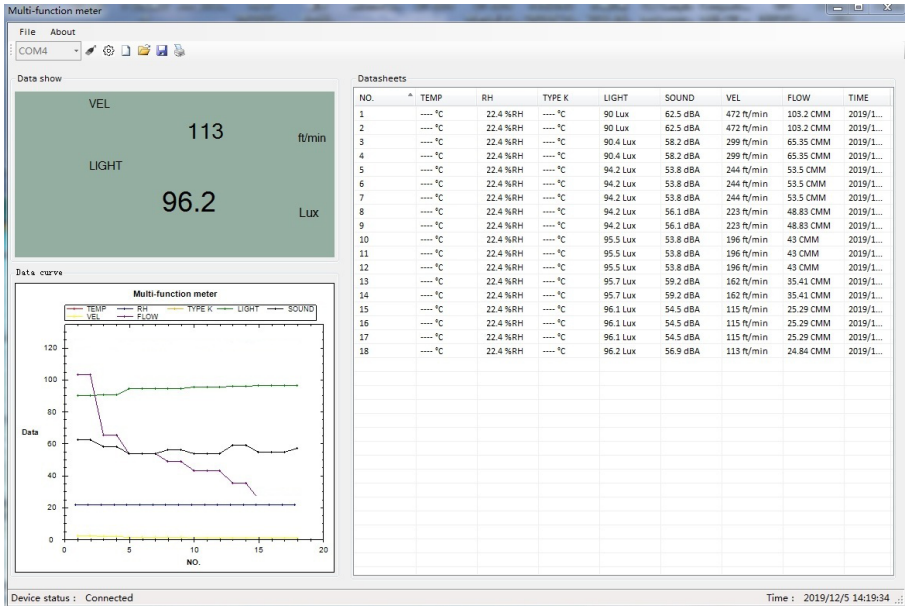 Multi-function meter
File About
COM4
Data show
VEL
113 ft/min
LIGHT
96.2 Lux
Data curve
Multi-function meter
TEMP RH TYPE K LIGHT SOUND
VEL FLOW
120
100
80
Data
60
40
20
0
0 5 10 15 20
NO.
Datasheets
NO. TEMP RH TYPE K LIGHT SOUND VEL FLOW TIME
1 ---- °C 22.4 %RH ---- °C 90 Lux 62.5 dBA 472 ft/min 103.2 CMM 2019/1...
2 ---- °C 22.4 %RH ---- °C 90 Lux 62.5 dBA 472 ft/min 103.2 CMM 2019/1...
3 ---- °C 22.4 %RH ---- °C 90.4 Lux 58.2 dBA 299 ft/min 65.35 CMM 2019/1...
4 ---- °C 22.4 %RH ---- °C 90.4 Lux 58.2 dBA 299 ft/min 65.35 CMM 2019/1...
5 ---- °C 22.4 %RH ---- °C 94.2 Lux 53.8 dBA 244 ft/min 53.5 CMM 2019/1...
6 ---- °C 22.4 %RH ---- °C 94.2 Lux 53.8 dBA 244 ft/min 53.5 CMM 2019/1...
7 ---- °C 22.4 %RH ---- °C 94.2 Lux 53.8 dBA 244 ft/min 53.5 CMM 2019/1...
8 ---- °C 22.4 %RH ---- °C 94.2 Lux 56.1 dBA 223 ft/min 48.83 CMM 2019/1...
9 ---- °C 22.4 %RH ---- °C 94.2 Lux 56.1 dBA 223 ft/min 48.83 CMM 2019/1...
10 ---- °C 22.4 %RH ---- °C 95.5 Lux 53.8 dBA 196 ft/min 43 CMM 2019/1...
11 ---- °C 22.4 %RH ---- °C 95.5 Lux 53.8 dBA 196 ft/min 43 CMM 2019/1...
12 ---- °C 22.4 %RH ---- °C 95.5 Lux 53.8 dBA 196 ft/min 43 CMM 2019/1...
13 ---- °C 22.4 %RH ---- °C 95.7 Lux 59.2 dBA 162 ft/min 35.41 CMM 2019/1...
14 ---- °C 22.4 %RH ---- °C 95.7 Lux 59.2 dBA 162 ft/min 35.41 CMM 2019/1...
15 ---- °C 22.4 %RH ---- °C 96.1 Lux 54.5 dBA 115 ft/min 25.29 CMM 2019/1...
16 ---- °C 22.4 %RH ---- °C 96.1 Lux 54.5 dBA 115 ft/min 25.29 CMM 2019/1...
17 ---- °C 22.4 %RH ---- °C 96.1 Lux 54.5 dBA 115 ft/min 25.29 CMM 2019/1...
18 ---- °C 22.4 %RH ---- °C 96.2 Lux 56.9 dBA 113 ft/min 24.84 CMM 2019/1...
Device status : Connected
Time : 2019/12/5 14:19:34